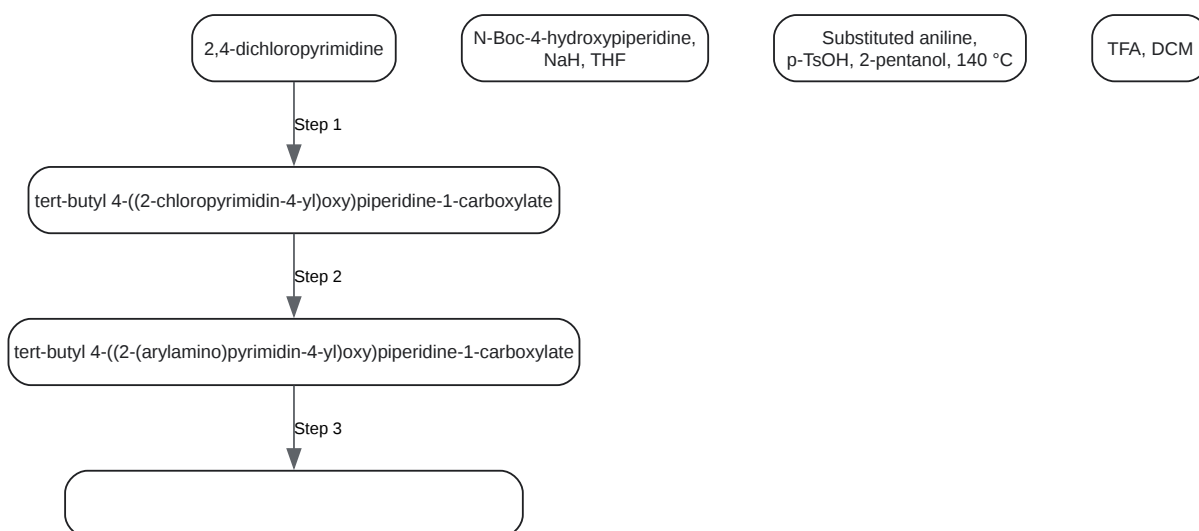 2,4-dichloropyrimidine
N-Boc-4-hydroxypiperidine,
NaH, THF
Substituted aniline,
p-TsOH, 2-pentanol, 140 °C
TFA, DCM
Step 1
tert-butyl 4-((2-chloropyrimidin-4-yl)oxy)piperidine-1-carboxylate
Step 2
tert-butyl 4-((2-(arylamino)pyrimidin-4-yl)oxy)piperidine-1-carboxylate
Step 3